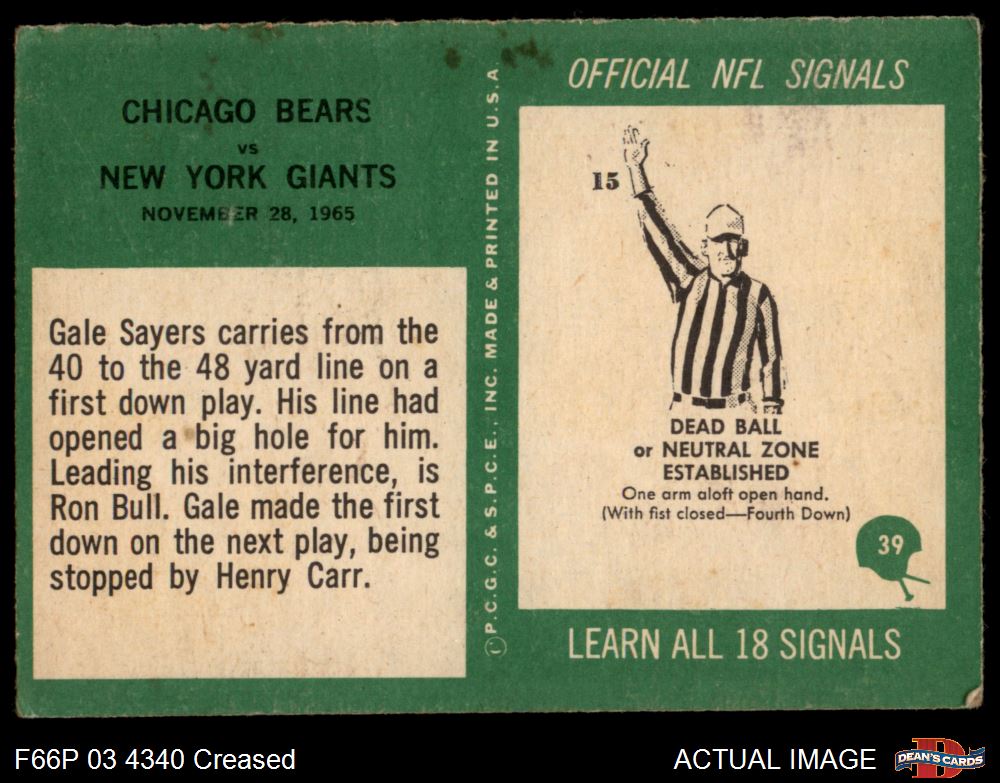 CHICAGO BEARS
vs
NEW YORK GIANTS
NOVEMBER 28, 1965
Gale Sayers carries from the
40 to the 48 yard line on a
first down play. His line had
opened a big hole for him.
Leading his interference, is
Ron Bull. Gale made the first
down on the next play, being
stopped by Henry Carr.
Ⓒ P.C.G.C. & S.P.C.E., INC. MADE & PRINTED IN U.S.A.
OFFICIAL NFL SIGNALS
15
DEAD BALL
or NEUTRAL ZONE
ESTABLISHED
One arm aloft open hand.
(With fist closed—Fourth Down)
39
LEARN ALL 18 SIGNALS
F66P 03 4340 Creased
ACTUAL IMAGE
D
DEAN'S CARDS